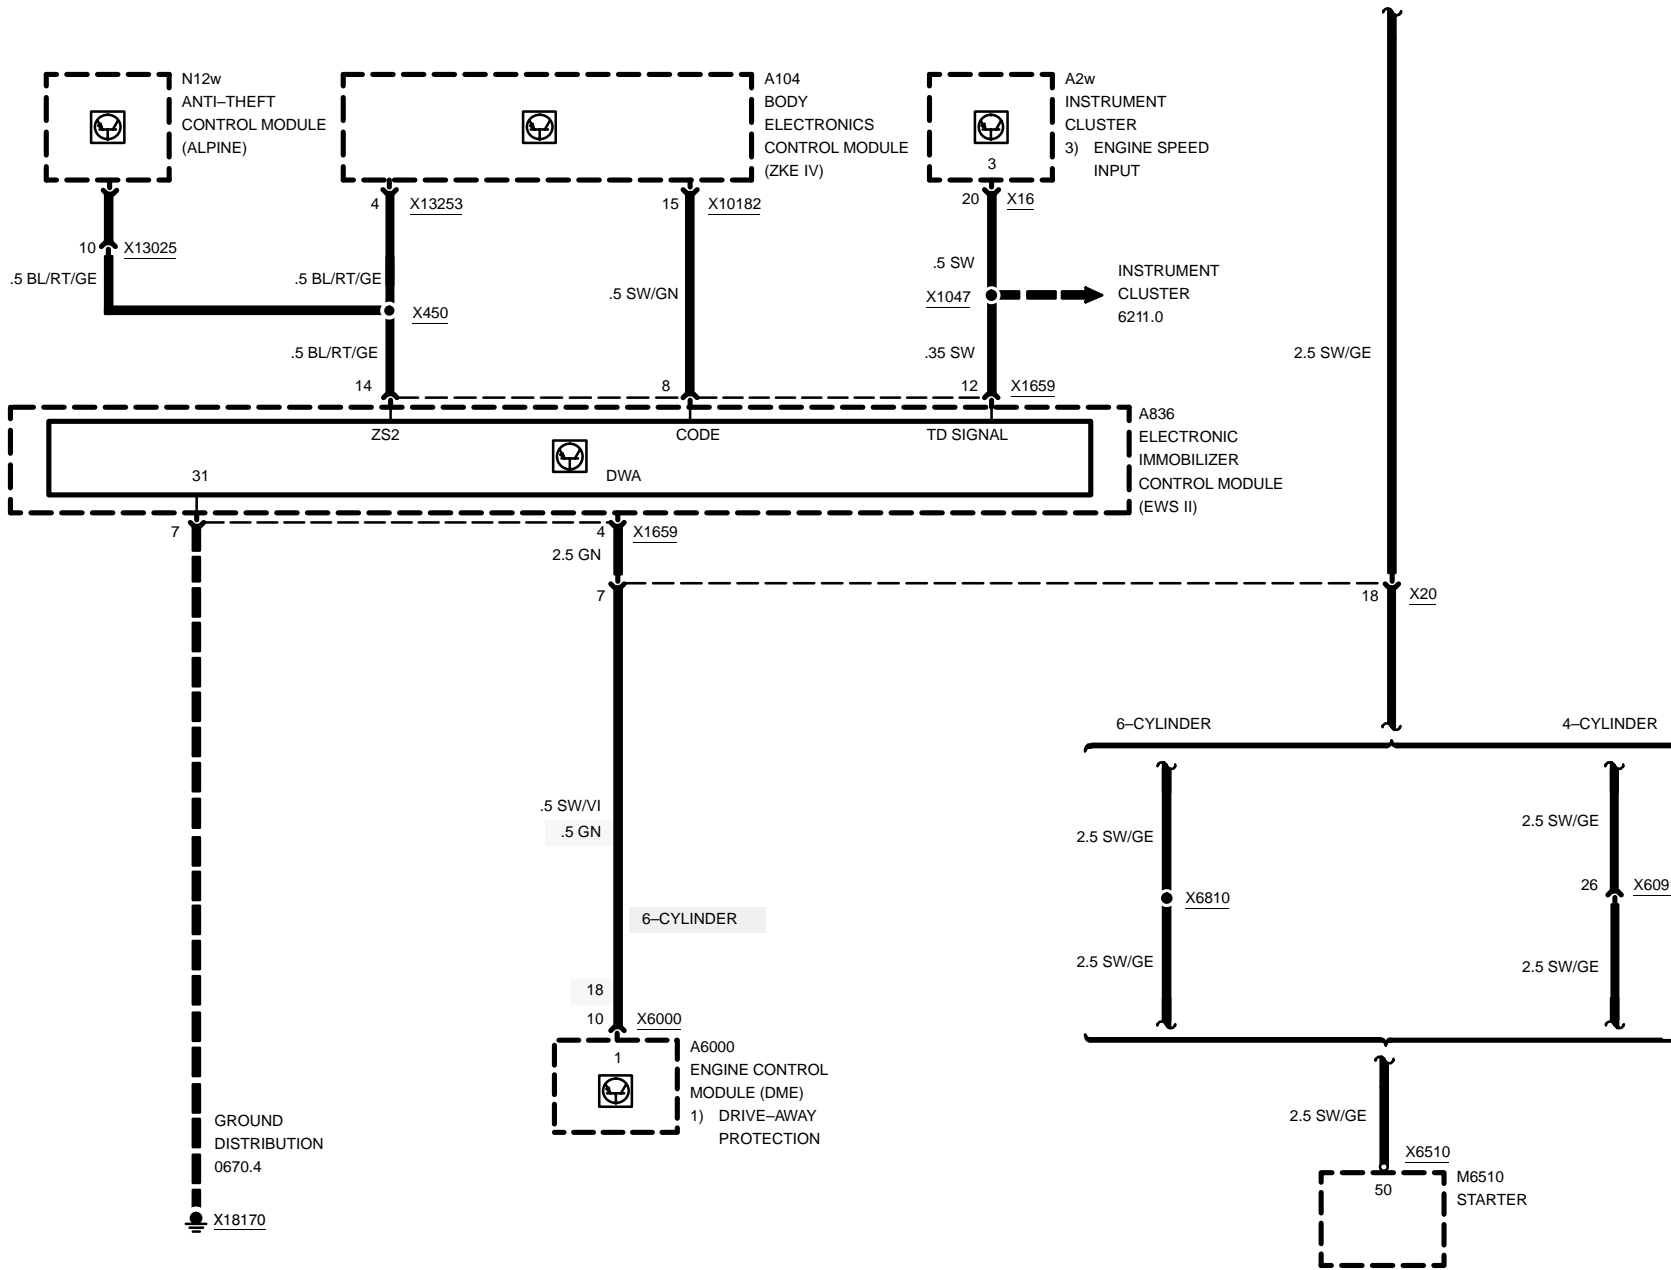 N12w
ANTI–THEFT
CONTROL MODULE
(ALPINE)
A104
BODY
ELECTRONICS
CONTROL MODULE
(ZKE IV)
A2w
INSTRUMENT
CLUSTER
3) ENGINE SPEED
INPUT
3
4 X13253
15 X10182
20 X16
10 X13025
.5 BL/RT/GE
.5 BL/RT/GE
.5 SW/GN
.5 SW
INSTRUMENT
CLUSTER
6211.0
X1047
X450
.5 BL/RT/GE
.35 SW
2.5 SW/GE
14
8
12 X1659
A836
ELECTRONIC
IMMOBILIZER
CONTROL MODULE
(EWS II)
ZS2
CODE
TD SIGNAL
31
DWA
7
4 X1659
2.5 GN
7
18 X20
6–CYLINDER
4–CYLINDER
.5 SW/VI
.5 GN
2.5 SW/GE
2.5 SW/GE
26 X609
X6810
6–CYLINDER
2.5 SW/GE
2.5 SW/GE
18
10 X6000
1
A6000
ENGINE CONTROL
MODULE (DME)
1) DRIVE–AWAY
PROTECTION
GROUND
DISTRIBUTION
0670.4
2.5 SW/GE
X6510
50
M6510
STARTER
X18170